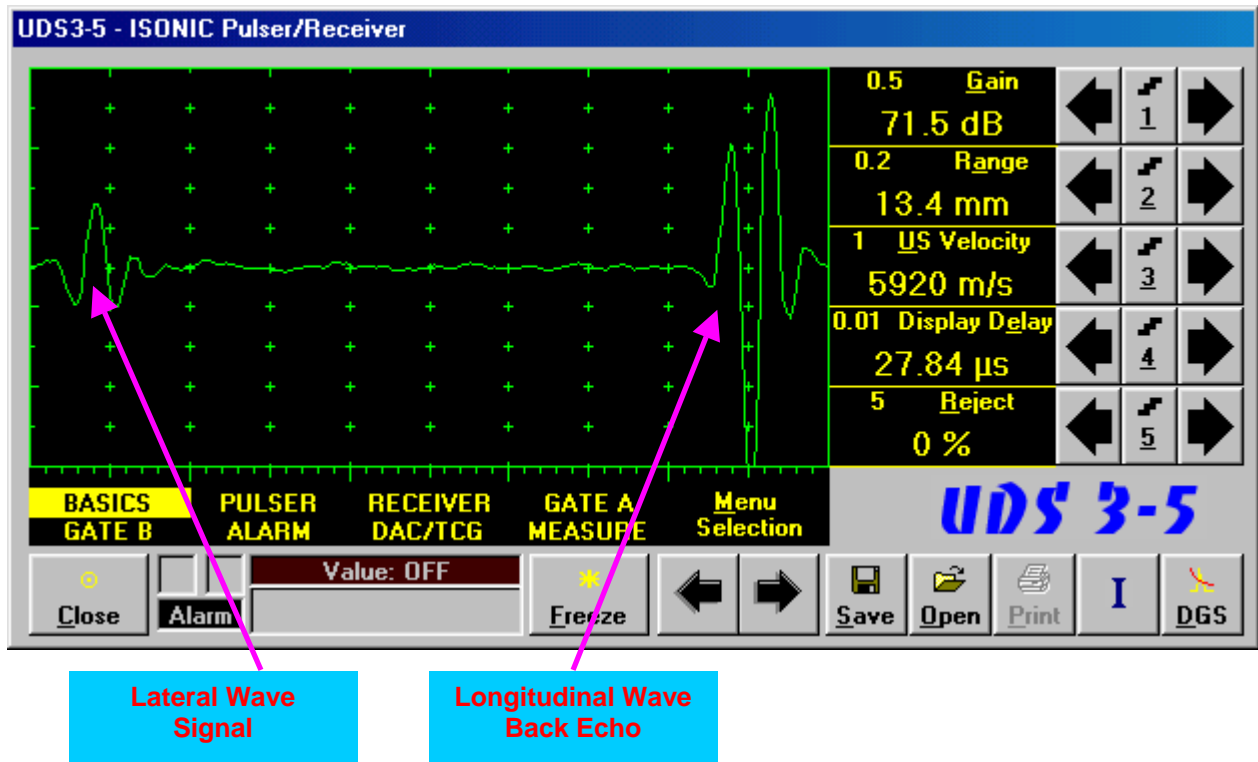 UDS3-5 - ISONIC Pulser/Receiver
0.5 Gain
71.5 dB
1
0.2 Range
13.4 mm
2
1 US Velocity
5920 m/s
3
0.01 Display Delay
27.84 µs
4
5 Reject
0 %
5
BASICS PULSER RECEIVER GATE A Menu
GATE B ALARM DAC/TCG MEASURE Selection
UDS 3-5
Value: OFF
Close Alarm Freeze Save Open Print I DGS
Lateral Wave
Signal
Longitudinal Wave
Back Echo